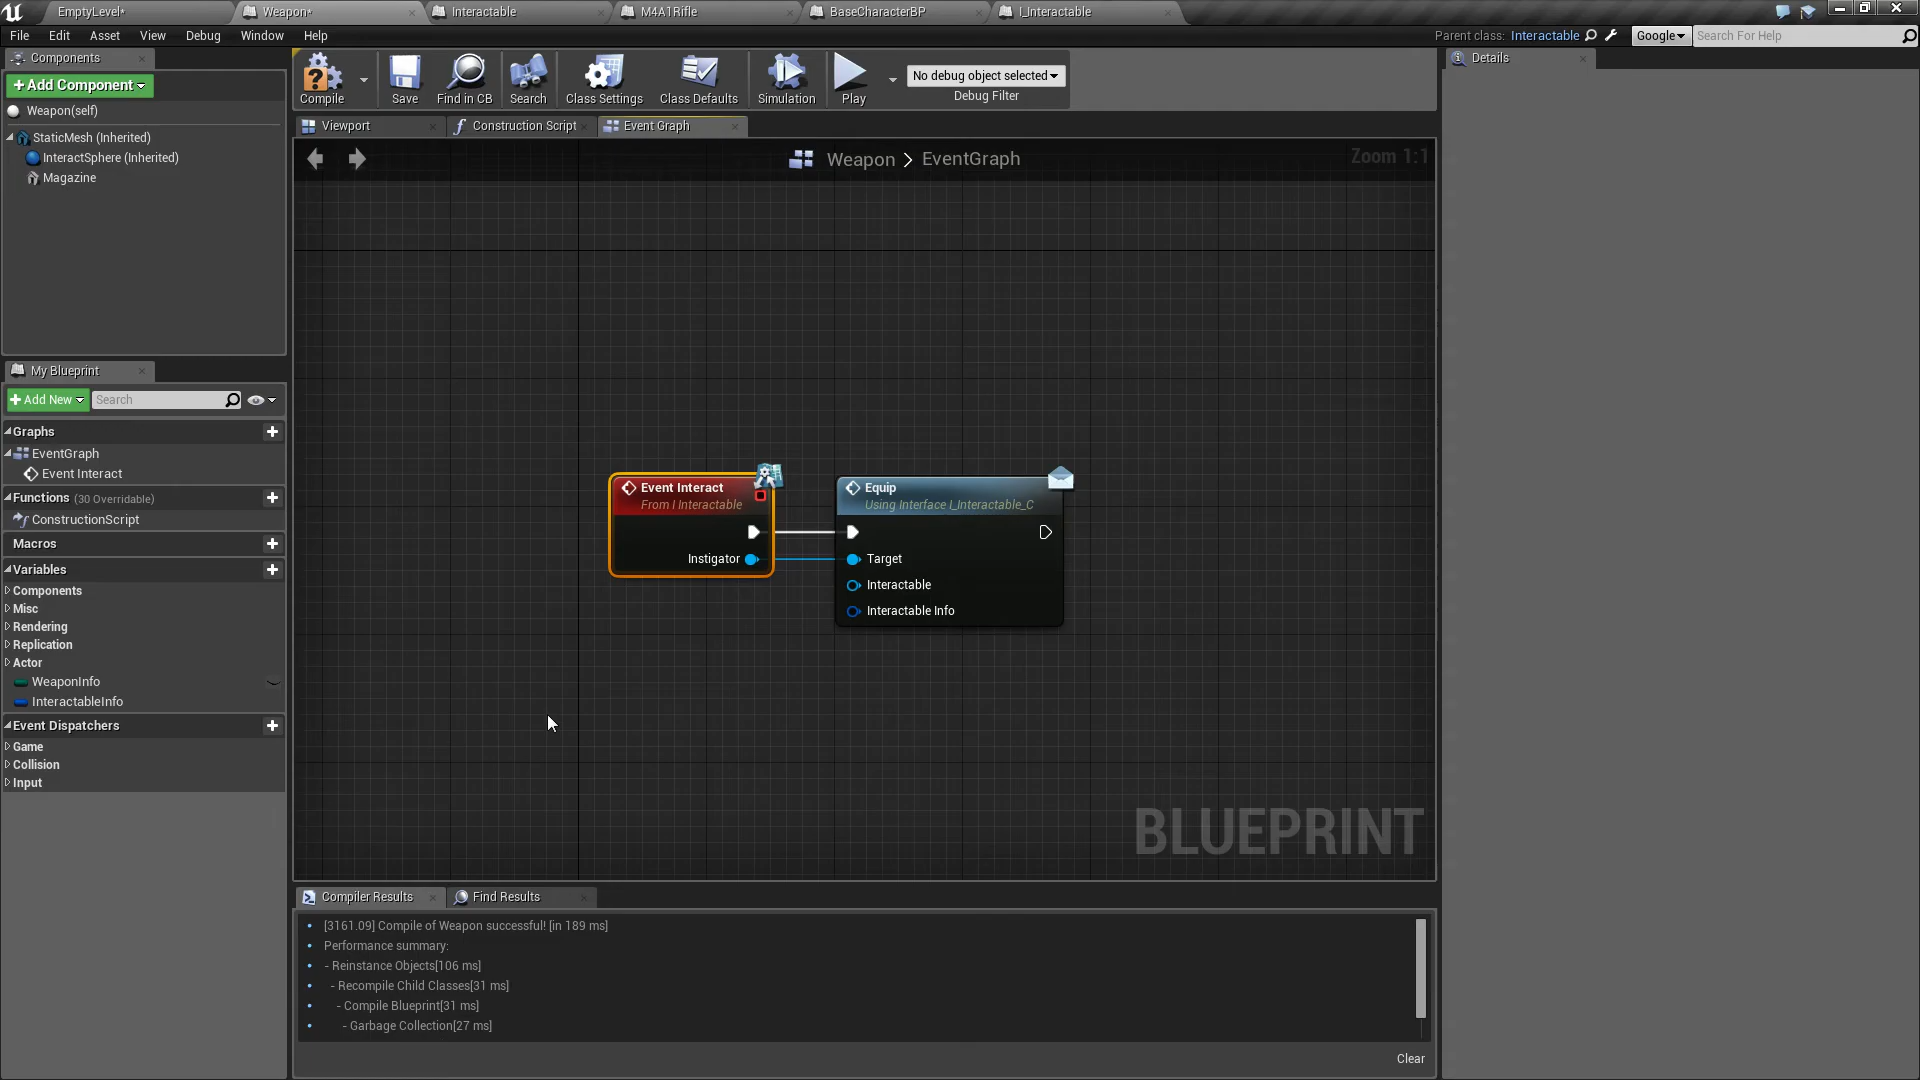 EmptyLevel*
Weapon*
Interactable
M4A1Rifle
BaseCharacterBP
I_Interactable
File Edit Asset View Debug Window Help
Parent class: Interactable
Google
Search For Help
Components
+Add Component
Weapon(self)
StaticMesh (Inherited)
InteractSphere (Inherited)
Magazine
Compile
Save
Find in CB
Search
Class Settings
Class Defaults
Simulation
Play
No debug object selected
Debug Filter
Details
Viewport
Construction Script
Event Graph
Weapon > EventGraph
Zoom 1:1
Event Interact
From I Interactable
Instigator
Equip
Using Interface I_Interactable_C
Target
Interactable
Interactable Info
BLUEPRINT
My Blueprint
+Add New
Search
Graphs
EventGraph
Event Interact
Functions (30 Overridable)
ConstructionScript
Macros
Variables
Components
Misc
Rendering
Replication
Actor
WeaponInfo
InteractableInfo
Event Dispatchers
Game
Collision
Input
Compiler Results
Find Results
[3161.09] Compile of Weapon successful! [in 189 ms]
Performance summary:
- Reinstance Objects[106 ms]
- Recompile Child Classes[31 ms]
- Compile Blueprint[31 ms]
- Garbage Collection[27 ms]
Clear